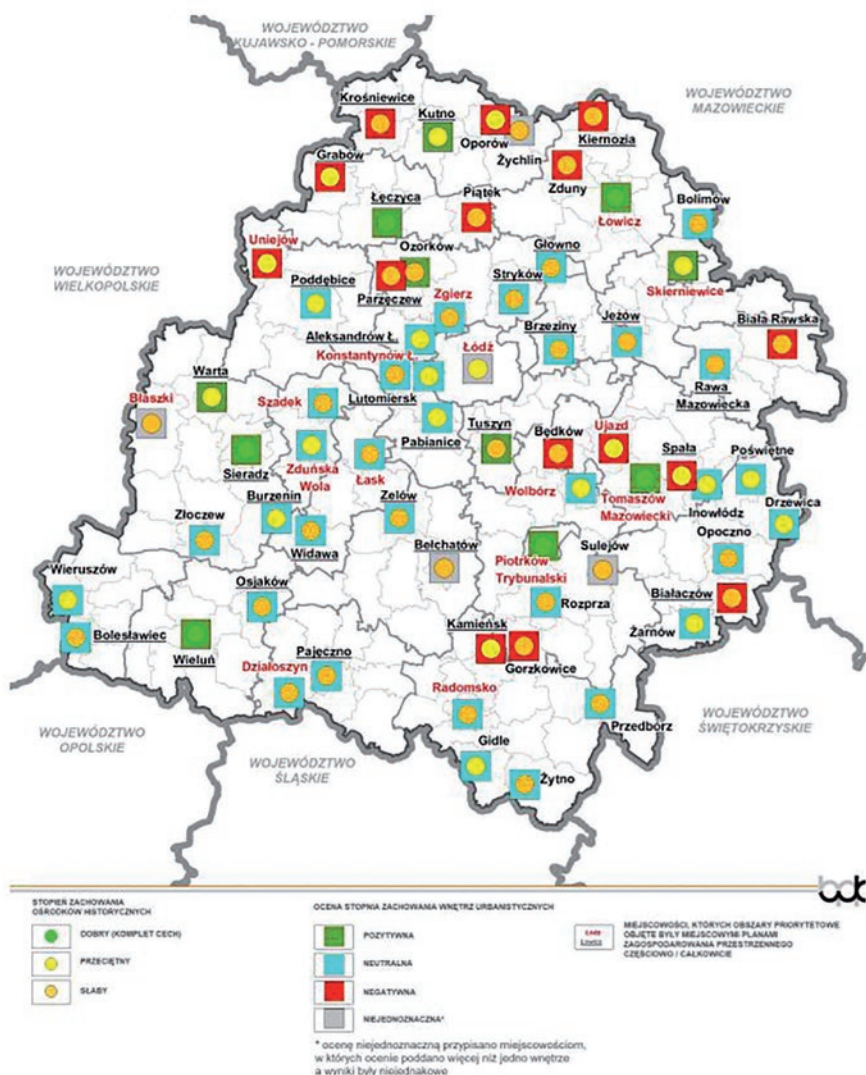 WOJEWÓDZTWO
KUJAWSKO - POMORSKIE
WOJEWÓDZTWO
MAZOWIECKIE
Krośniewice
Kutno
Oporów
Żychlin
Kiernozia
Grabów
Łęczyca
Piątek
Zduny
Łowicz
Bolimów
Uniejów
Ozorków
Głowno
WOJEWÓDZTWO
WIELKOPOLSKIE
Poddębice
Parzęczew
Zgierz
Stryków
Skierniewice
Aleksandrów Ł.
Konstantynów Ł.
Łódź
Brzeziny
Jeżów
Biała Rawska
Warta
Błaszki
Szadek
Lutomiersk
Rawa
Mazowiecka
Pabianice
Tuszyn
Będków
Ujazd
Sieradz
Zduńska
Wola
Łask
Wolbórz
Spała
Poświętne
Tomaszów
Mazowiecki
Inowłódz
Drzewica
Burzenin
Zelów
Złoczew
Widawa
Opoczno
Bełchatów
Piotrków
Trybunalski
Sulejów
Wieruszów
Osjaków
Rozprza
Białaczów
Bolesławiec
Wieluń
Pajęczno
Kamieńsk
Gorzkowice
Żarnów
Działoszyn
Radomsko
Przedbórz
WOJEWÓDZTWO
OPOLSKIE
WOJEWÓDZTWO
ŚLĄSKIE
Gidle
Żytno
WOJEWÓDZTWO
ŚWIĘTOKRZYSKIE
STOPIEŃ ZACHOWANIA
OŚRODKÓW HISTORYCZNYCH
DOBRY (KOMPLET CECH)
PRZECIĘTNY
SŁABY
OCENA STOPNIA ZACHOWANIA WNĘTRZ URBANISTYCZNYCH
POZYTYWNA
NEUTRALNA
NEGATYWNA
NIEJEDNOZNACZNA*
* ocenę niejednoznaczną przypisano miejscowościom,
w których ocenie poddano więcej niż jedno wnętrze
a wyniki były niejednakowe
Łódź
Łowicz
MIEJSCOWOŚCI, KTÓRYCH OBSZARY PRIORYTETOWE
OBJĘTE BYŁY MIEJSCOWYMI PLANAMI
ZAGOSPODAROWANIA PRZESTRZENNEGO
CZĘŚCIOWO / CAŁKOWICIE